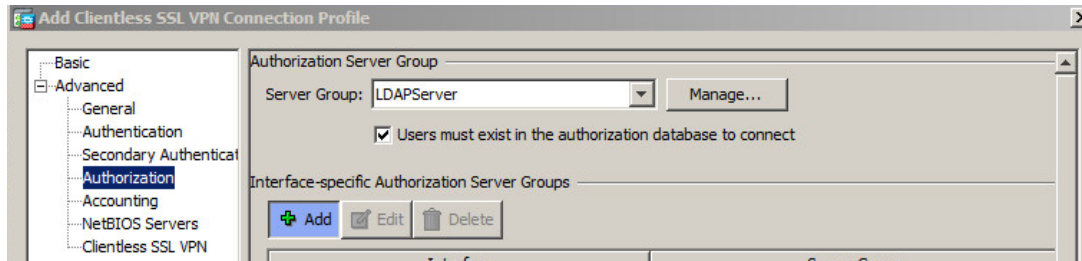 Add Clientless SSL VPN Connection Profile
Basic
Advanced
General
Authentication
Secondary Authenticat
Authorization
Accounting
NetBIOS Servers
Clientless SSL VPN
Authorization Server Group
Server Group: LDAPServer Manage...
Users must exist in the authorization database to connect
Interface-specific Authorization Server Groups
Add Edit Delete